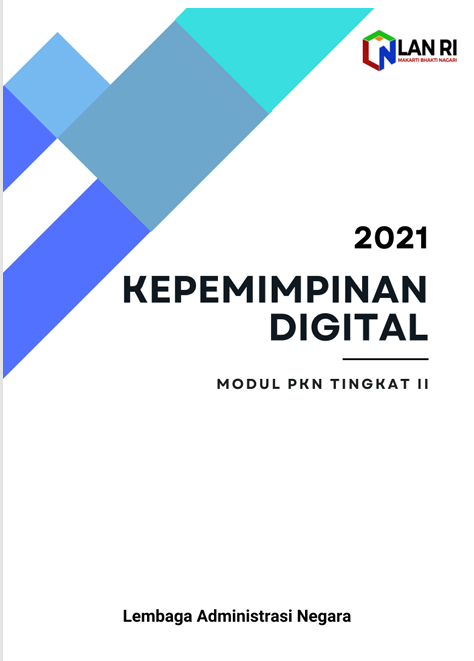 LAN RI
MAKARTI BHAKTI NAGARI
2021
KEPEMIMPINAN
DIGITAL
MODUL PKN TINGKAT II
Lembaga Administrasi Negara